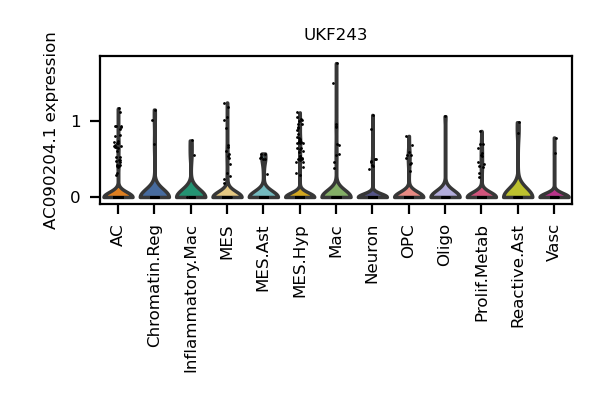 UKF243
AC090204.1 expression
1
0
AC
Chromatin.Reg
Inflammatory.Mac
MES
MES.Ast
MES.Hyp
Mac
Neuron
OPC
Oligo
Prolif.Metab
Reactive.Ast
Vasc